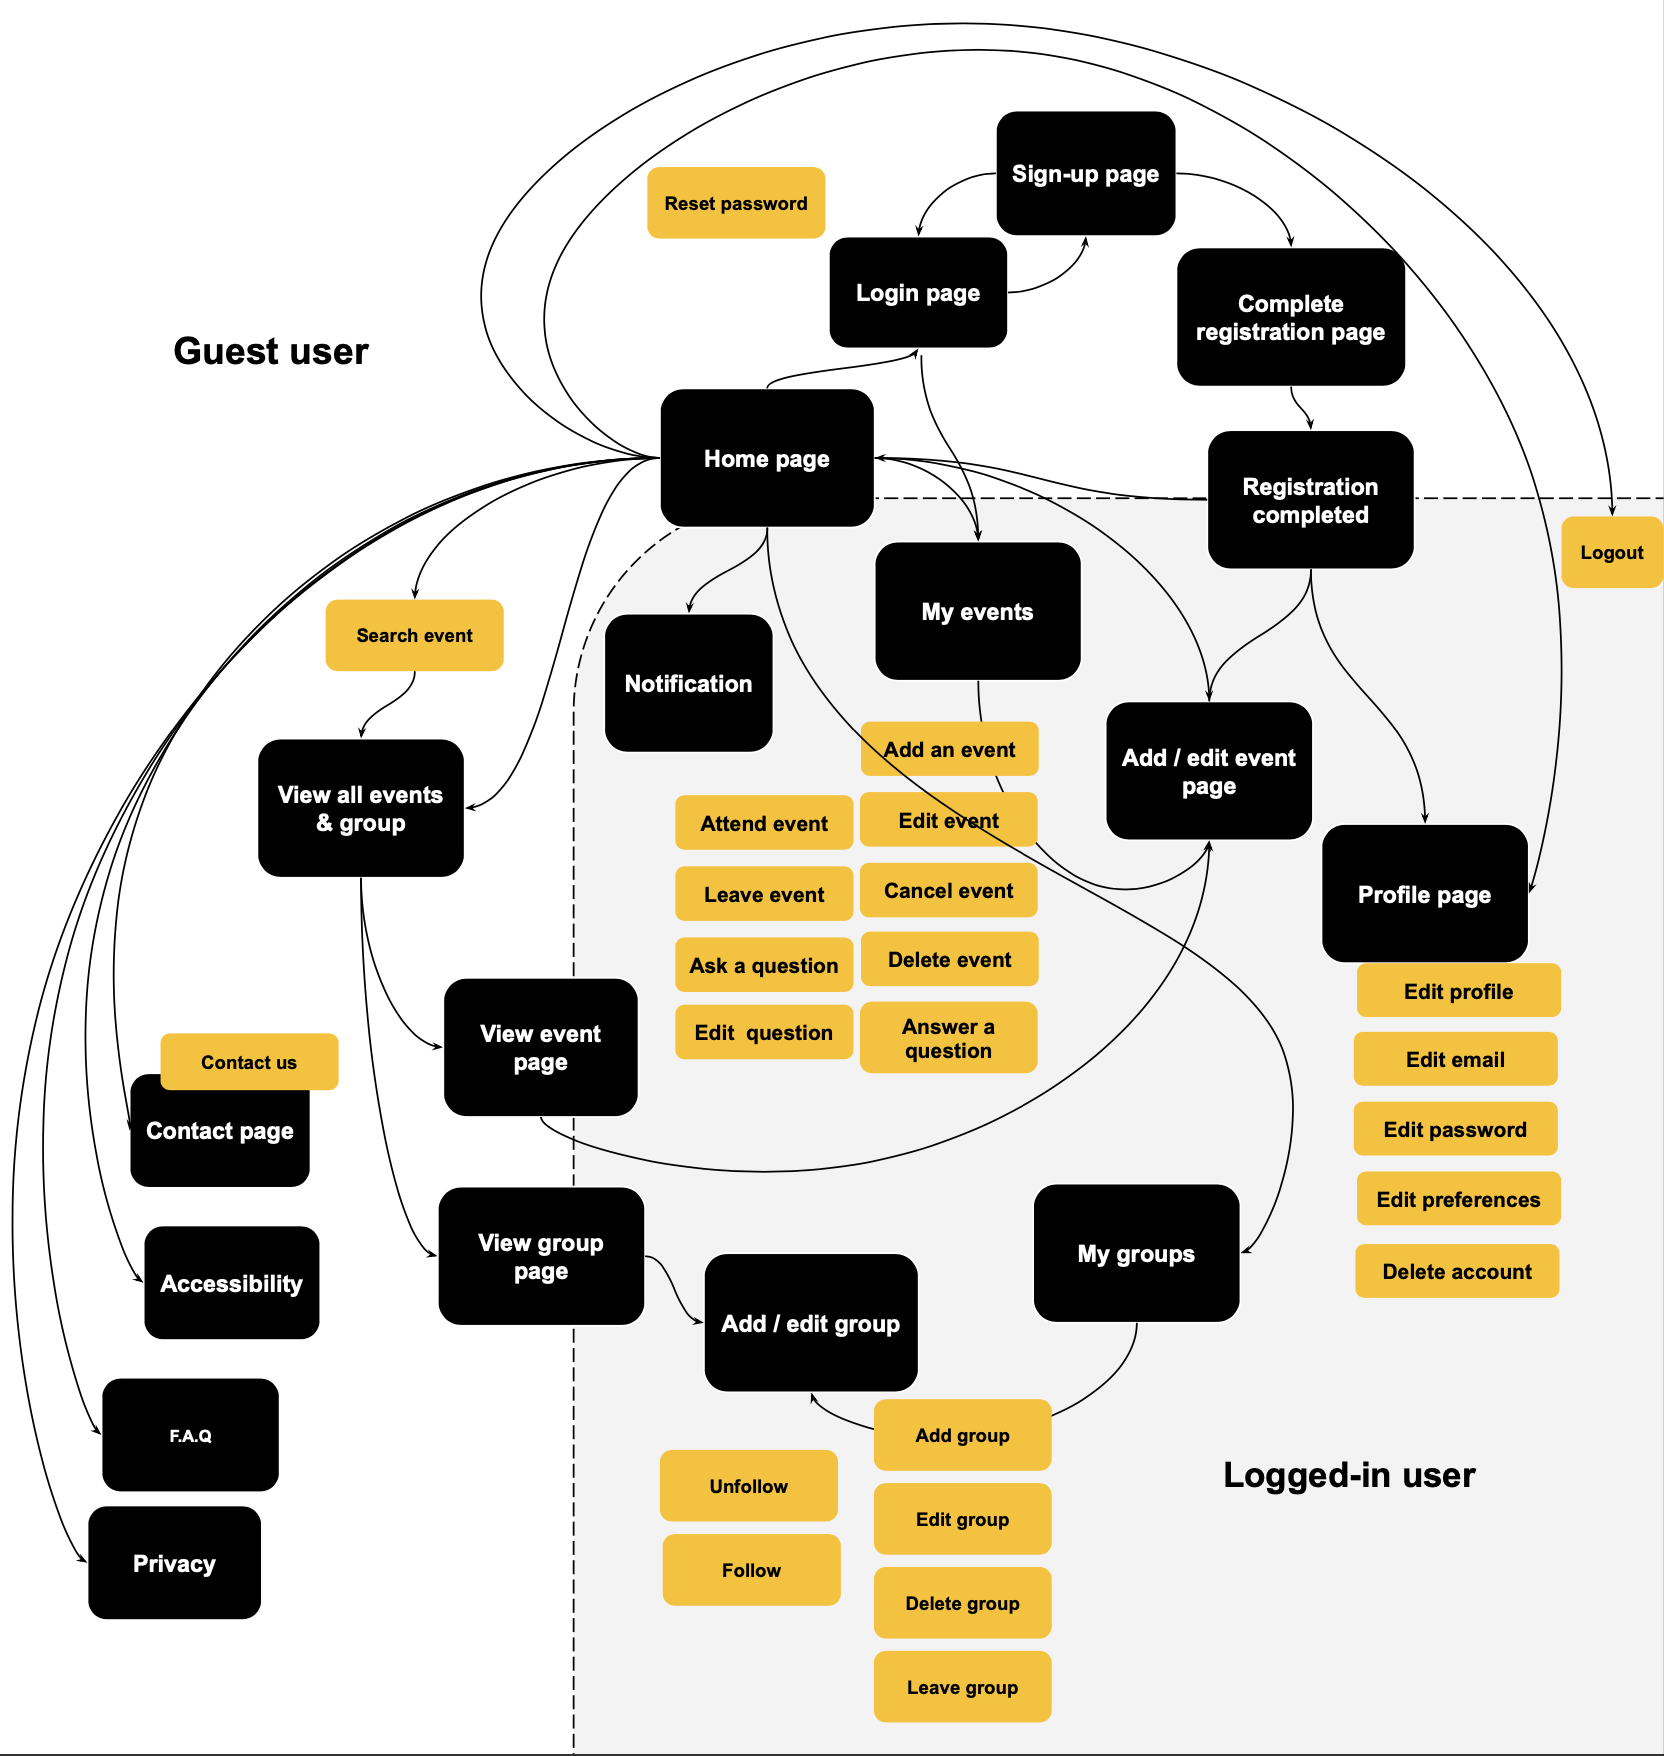 Sign-up page
Reset password
Login page
Complete
registration page
Guest user
Home page
Registration
completed
Logout
My events
Search event
Notification
Add an event
Add / edit event
page
View all events
& group
Attend event
Edit event
Leave event
Cancel event
Profile page
Ask a question
Delete event
Edit profile
View event
page
Edit  question
Answer a
question
Contact us
Edit email
Contact page
Edit password
Edit preferences
View group
page
My groups
Accessibility
Delete account
Add / edit group
F.A.Q
Add group
Logged-in user
Unfollow
Edit group
Privacy
Follow
Delete group
Leave group